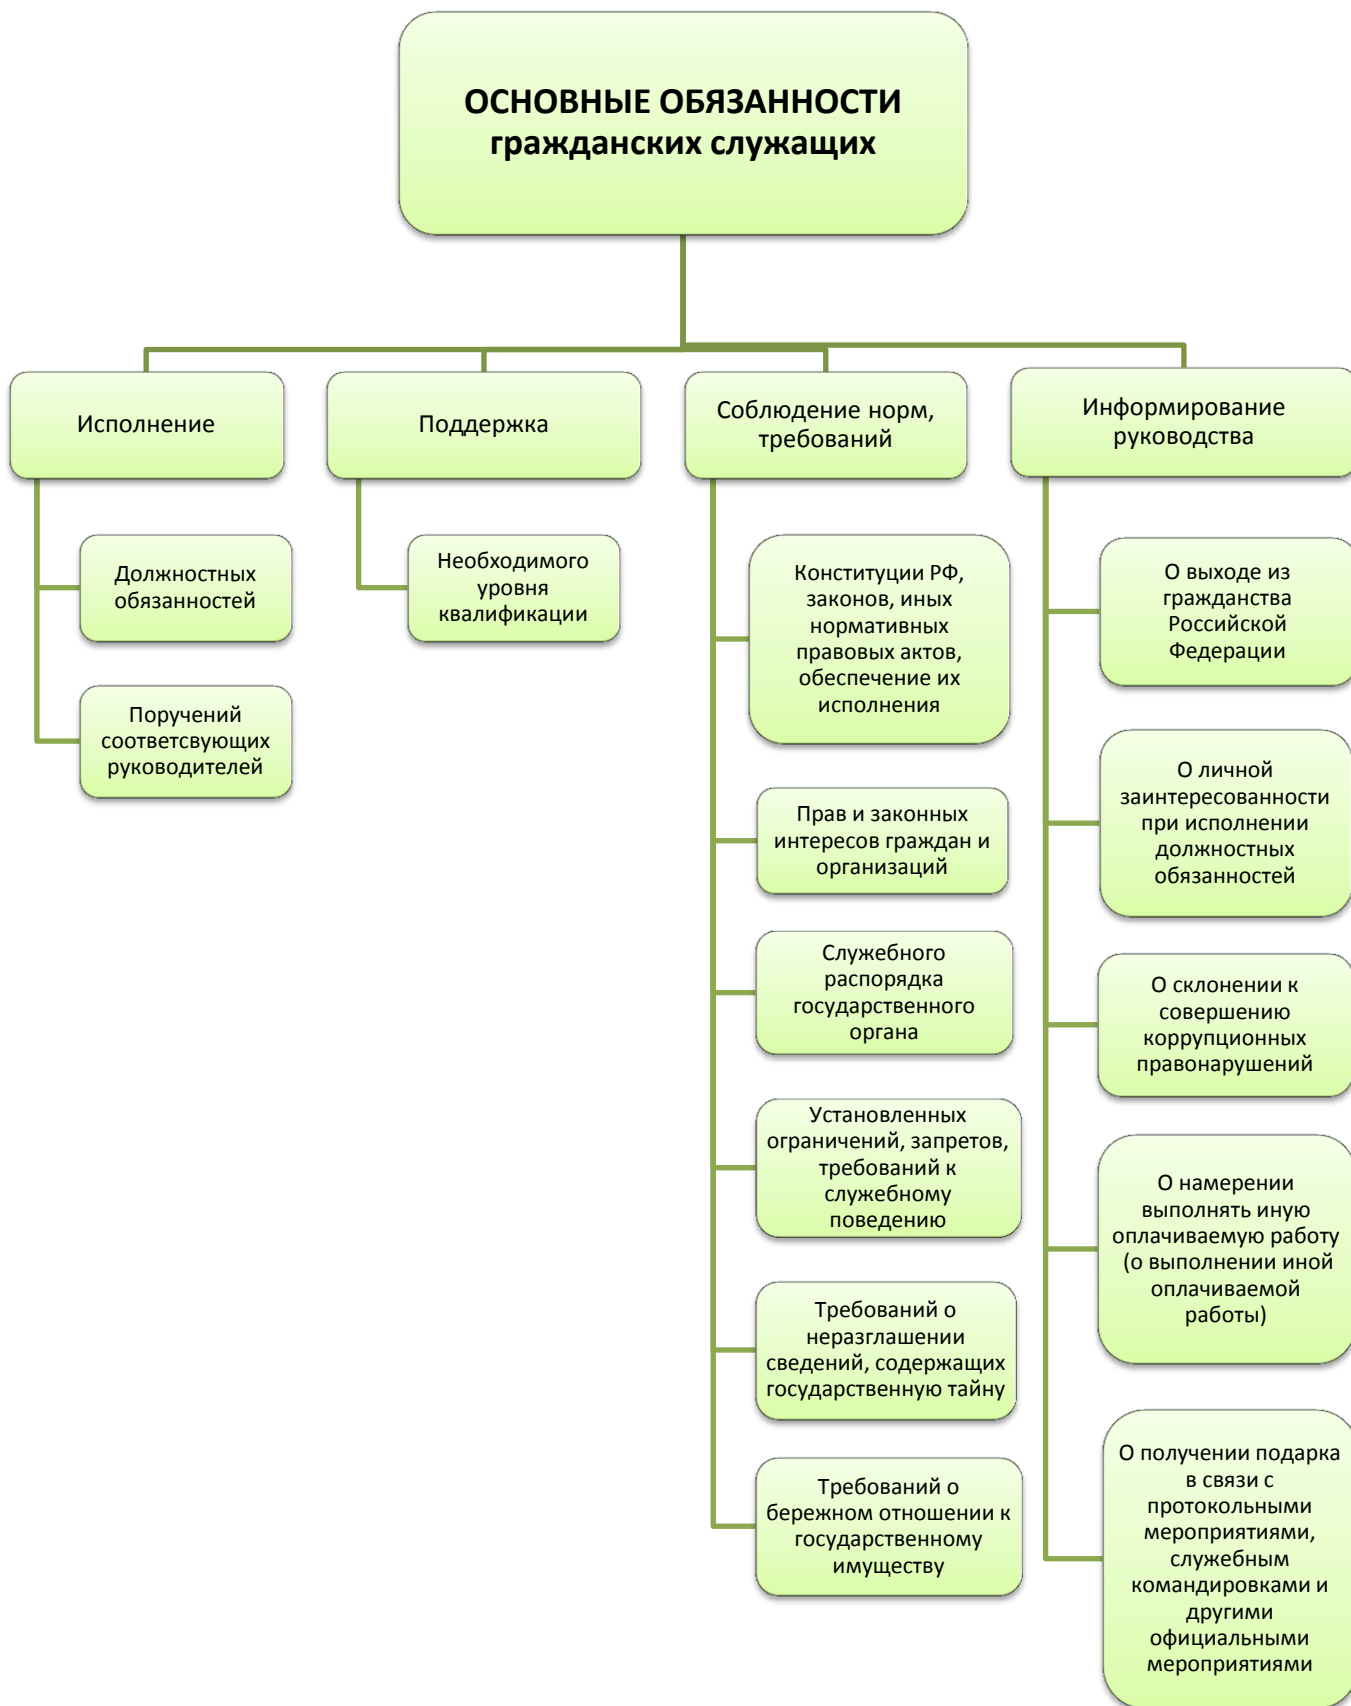 ОСНОВНЫЕ ОБЯЗАННОСТИ
гражданских служащих
Исполнение
Должностных
обязанностей
Поручений
соответсвующих
руководителей
Поддержка
Необходимого
уровня
квалификации
Соблюдение норм,
требований
Конституции РФ,
законов, иных
нормативных
правовых актов,
обеспечение их
исполнения
Прав и законных
интересов граждан и
организаций
Служебного
распорядка
государственного
органа
Установленных
ограничений, запретов,
требований к
служебному
поведению
Требований о
неразглашении
сведений, содержащих
государственную тайну
Требований о
бережном отношении к
государственному
имуществу
Информирование
руководства
О выходе из
гражданства
Российской
Федерации
О личной
заинтересованности
при исполнении
должностных
обязанностей
О склонении к
совершению
коррупционных
правонарушений
О намерении
выполнять иную
оплачиваемую работу
(о выполнении иной
оплачиваемой
работы)
О получении подарка
в связи с
протокольными
мероприятиями,
служебным
командировками и
другими
официальными
мероприятиями